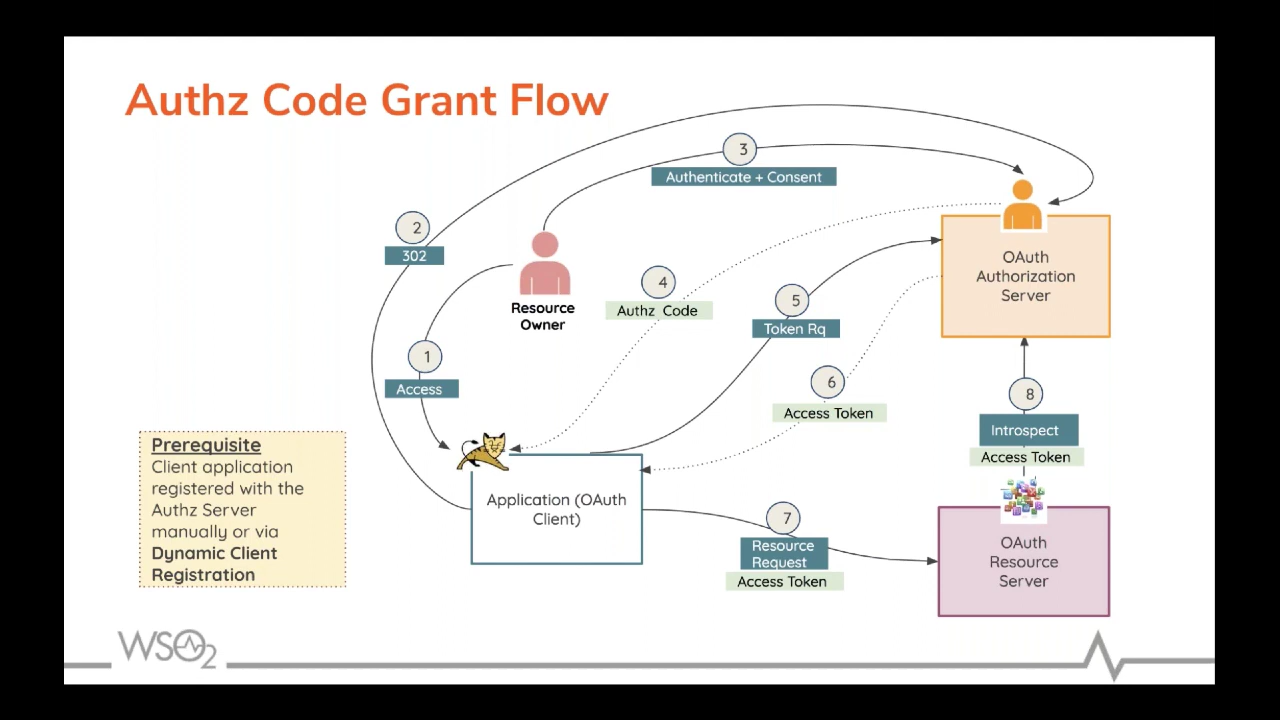 Authz Code Grant Flow
3
Authenticate + Consent
2
302
Resource
Owner
4
Authz Code
5
Token Rq
OAuth
Authorization
Server
1
Access
6
Access Token
8
Introspect
Access Token
Prerequisite
Client application
registered with the
Authz Server
manually or via
Dynamic Client
Registration
Application (OAuth
Client)
7
Resource
Request
Access Token
OAuth
Resource
Server
WSO2